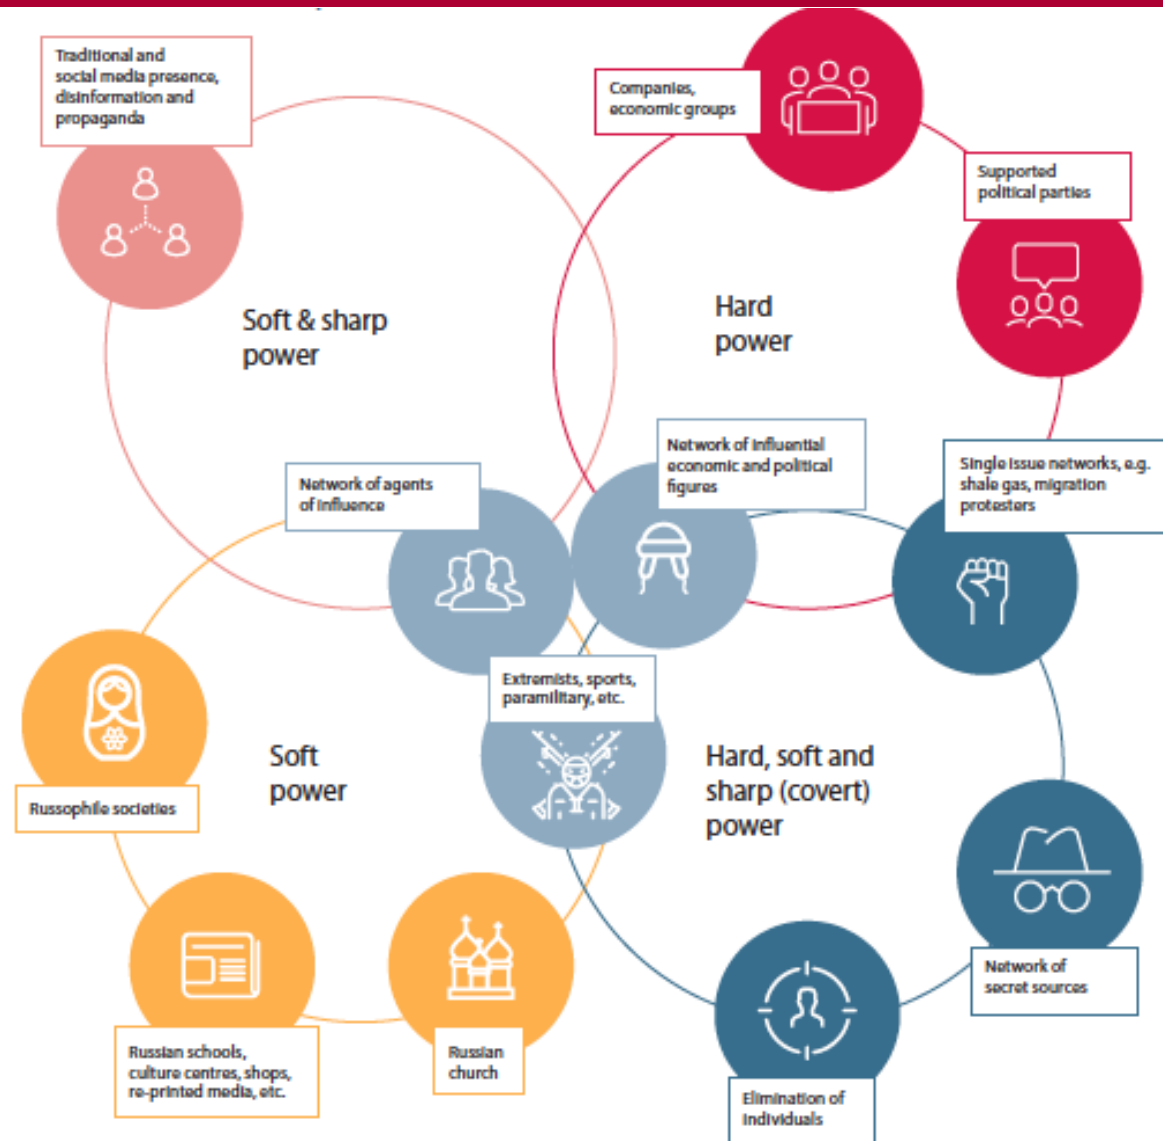 Traditional and
social media presence,
disinformation and
propaganda
Companies,
economic groups
Supported
political parties
Soft & sharp
power
Hard
power
Network of agents
of influence
Network of influential
economic and political
figures
Single issue networks, e.g.
shale gas, migration
protesters
Extremists, sports,
paramilitary, etc.
Russophile societies
Soft
power
Hard, soft and
sharp (covert)
power
Network of
secret sources
Russian schools,
culture centres, shops,
re-printed media, etc.
Russian
church
Elimination of
individuals